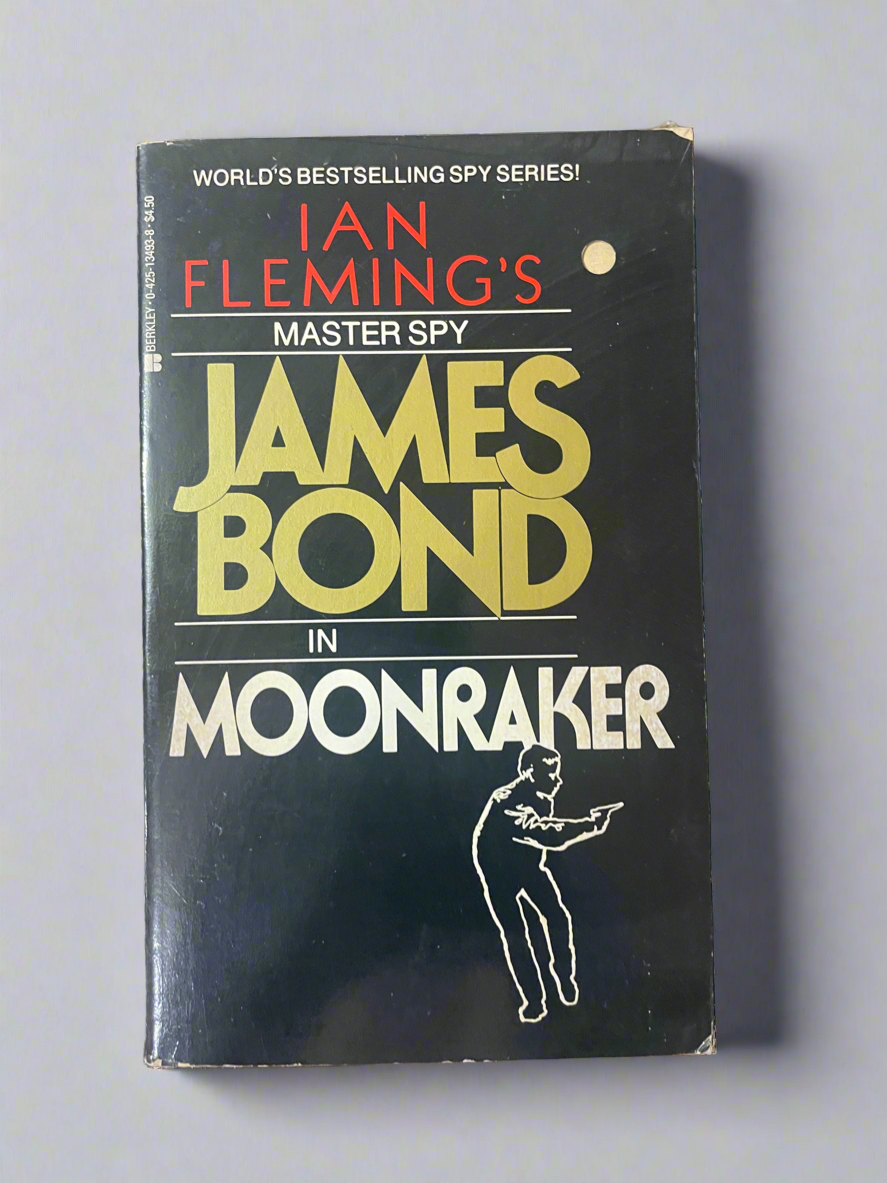 WORLD'S BESTSELLING SPY SERIES!
IAN
FLEMING'S
MASTER SPY
JAMES
BOND
IN
MOONRAKER
BERKLEY • 0-425-13493-8 • $4.50